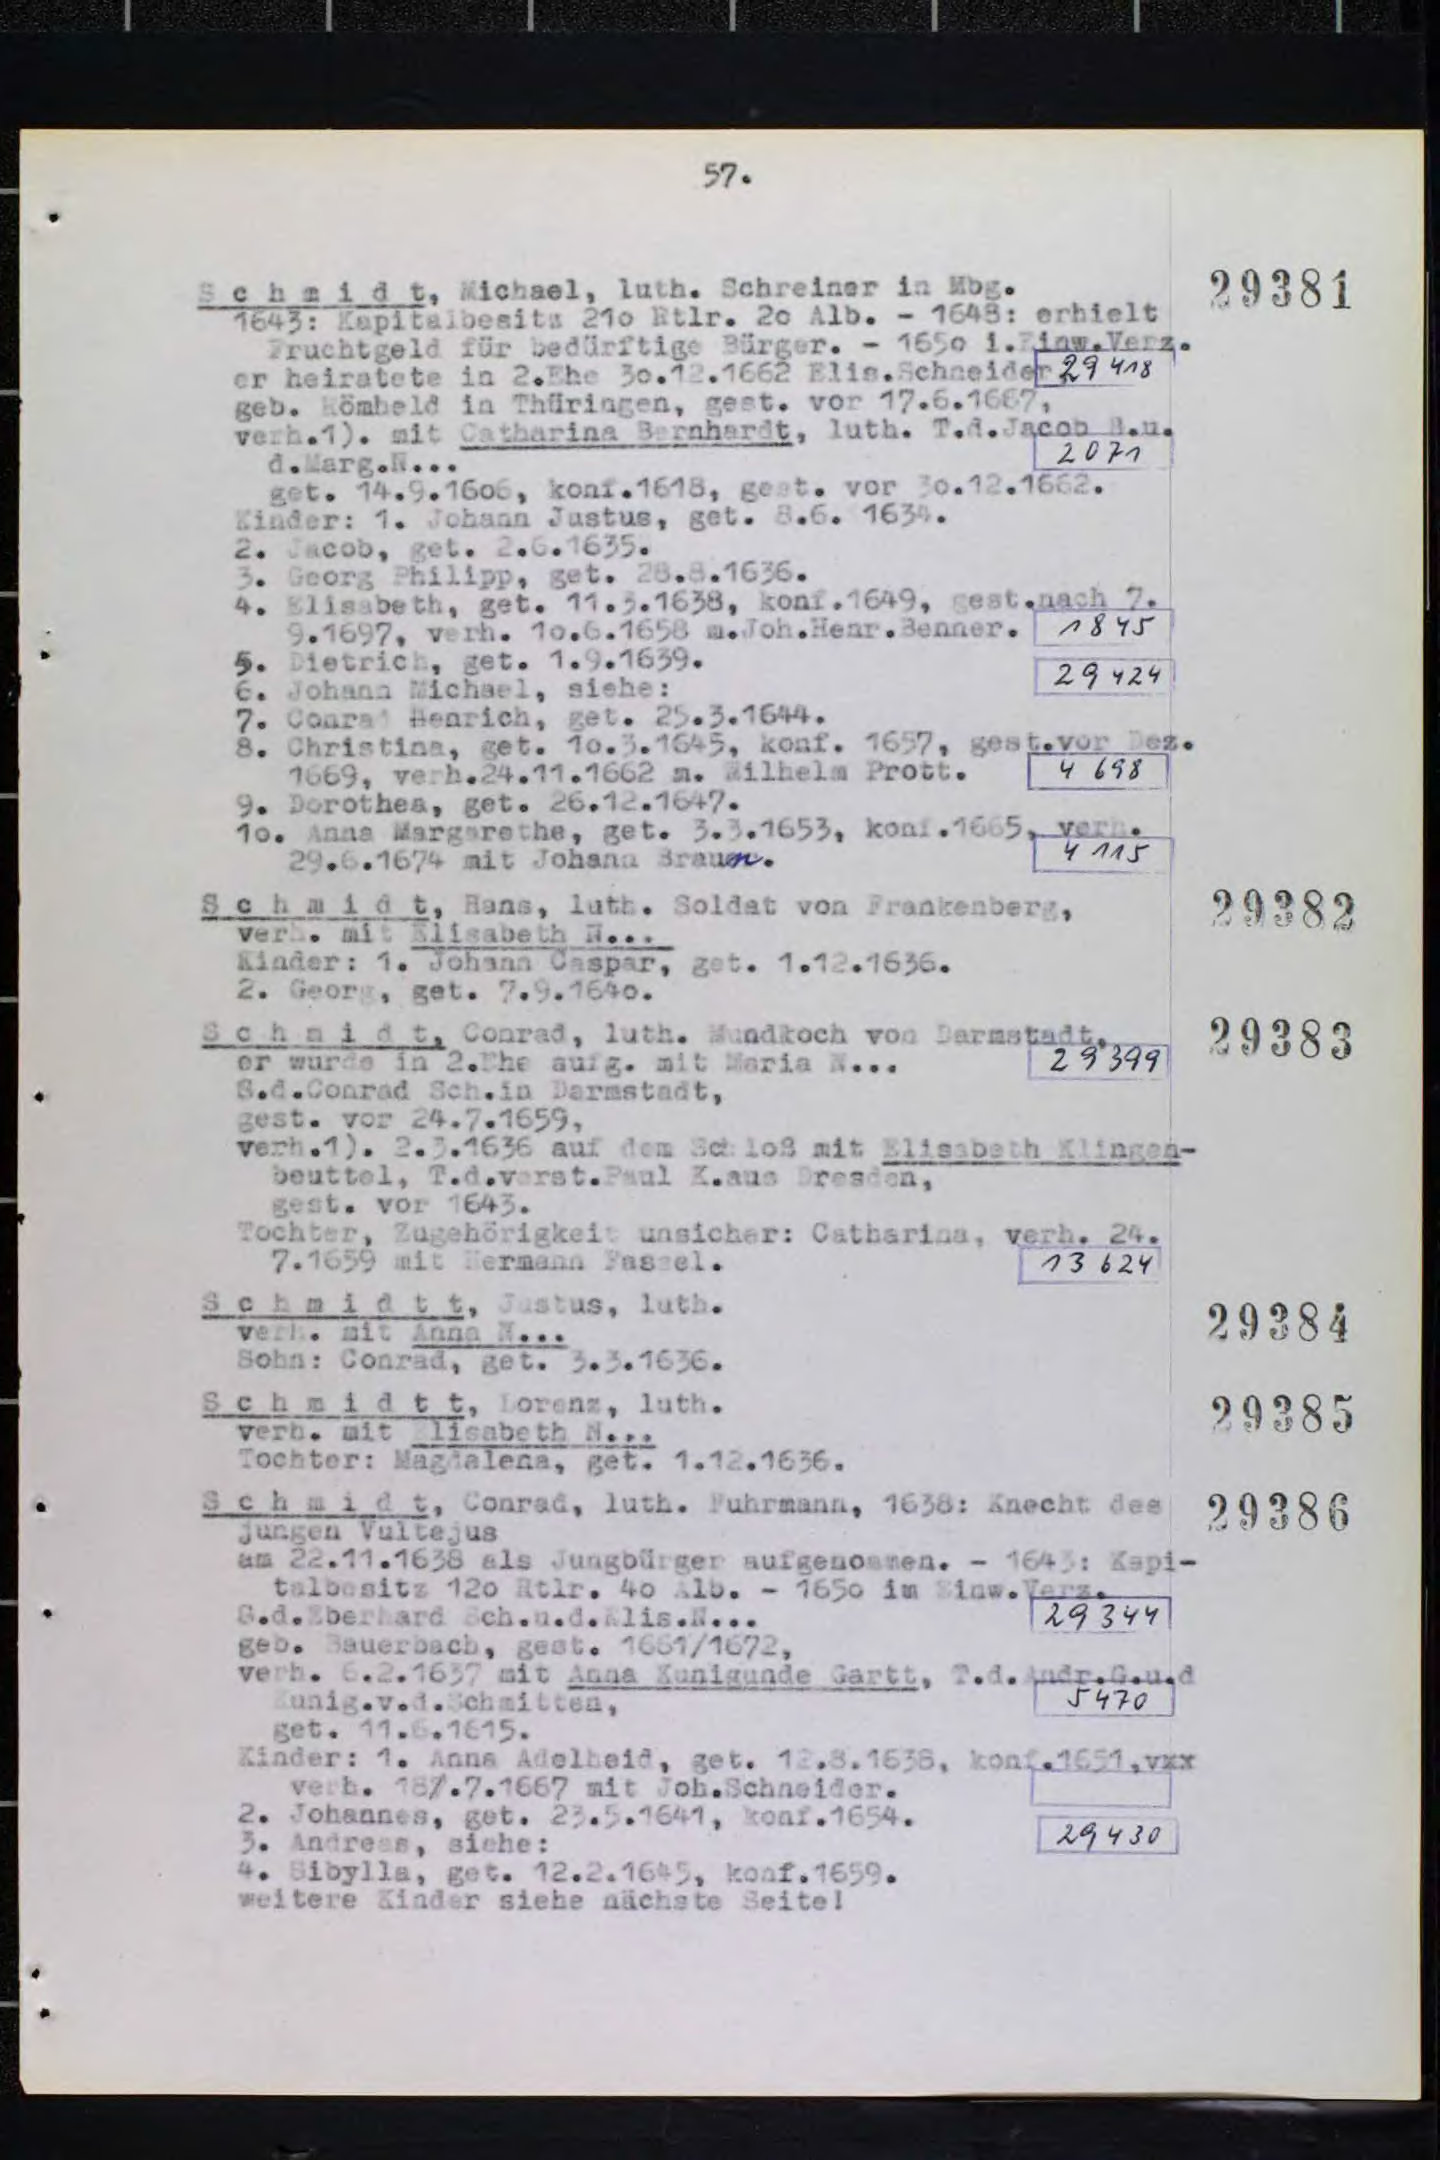 57.
S c h m i d t, Michael, luth. Schreiner in Mbg. 29381
1643: Kapitalbesitz 21o Rtlr. 2o Alb. - 1648: erhielt
Fruchtgeld für bedürftige Bürger. - 165o i.Einw.Verz.
er heiratete in 2.Ehe 3o.12.1662 Elis.Schneider, 29418
geb. Römheld in Thüringen, gest. vor 17.6.1667,
verh.1). mit Catharina Bernhardt, luth. T.d.Jacob B.u.
d.Marg.N... 2071
get. 14.9.16o6, konf.1618, gest. vor 3o.12.1662.
Kinder: 1. Johann Justus, get. 8.6. 1634.
2. Jacob, get. 2.6.1635.
3. Georg Philipp, get. 28.8.1636.
4. Elisabeth, get. 11.3.1638, konf.1649, gest.nach 7.
9.1697, verh. 1o.6.1658 m.Joh.Henr.Benner. 1845
5. Dietrich, get. 1.9.1639.
6. Johann Michael, siehe: 29424
7. Conrad Henrich, get. 25.3.1644.
8. Christina, get. 1o.3.1645, konf. 1657, gest.vor Dez.
1669, verh.24.11.1662 m. Wilhelm Prott. 4698
9. Dorothea, get. 26.12.1647.
1o. Anna Margarethe, get. 3.3.1653, konf.1665, verh.
29.6.1674 mit Johann Braun. 4115
S c h m i d t, Hans, luth. Soldat von Frankenberg, 29382
verh. mit Elisabeth N...
Kinder: 1. Johann Caspar, get. 1.12.1636.
2. Georg, get. 7.9.164o.
S c h m i d t, Conrad, luth. Mundkoch von Darmstadt, 29383
er wurde in 2.Ehe aufg. mit Maria N... 29399
S.d.Conrad Sch.in Darmstadt,
gest. vor 24.7.1659,
verh.1). 2.3.1636 auf dem Schloß mit Elisabeth Klingen-
beuttel, T.d.verst.Paul K.aus Dresden,
gest. vor 1643.
Tochter, Zugehörigkeit unsicher: Catharina, verh. 24.
7.1659 mit Hermann Fassel. 13624
S c h m i d t t, Justus, luth. 29384
verh. mit Anna N...
Sohn: Conrad, get. 3.3.1636.
S c h m i d t t, Lorenz, luth. 29385
verh. mit Elisabeth N...
Tochter: Magdalena, get. 1.12.1636.
S c h m i d t, Conrad, luth. Fuhrmann, 1638: Knecht des 29386
jungen Vultejus
am 22.11.1638 als Jungbürger aufgenommen. - 1643: Kapi-
talbesitz 12o Rtlr. 4o Alb. - 165o im Einw.Verz.
S.d.Eberhard Sch.u.d.Elis.N... 29344
geb. Bauerbach, gest. 1661/1672,
verh. 6.2.1637 mit Anna Kunigunde Gartt, T.d.Andr.G.u.d
Kunig.v.d.Schmitten, 5470
get. 11.6.1615.
Kinder: 1. Anna Adelheid, get. 12.8.1638, konf.1651,vxx
verh. 18/.7.1667 mit Joh.Schneider.
2. Johannes, get. 23.5.1641, konf.1654.
3. Andreas, siehe: 29430
4. Sibylla, get. 12.2.1645, konf.1659.
weitere Kinder siehe nächste Seite!